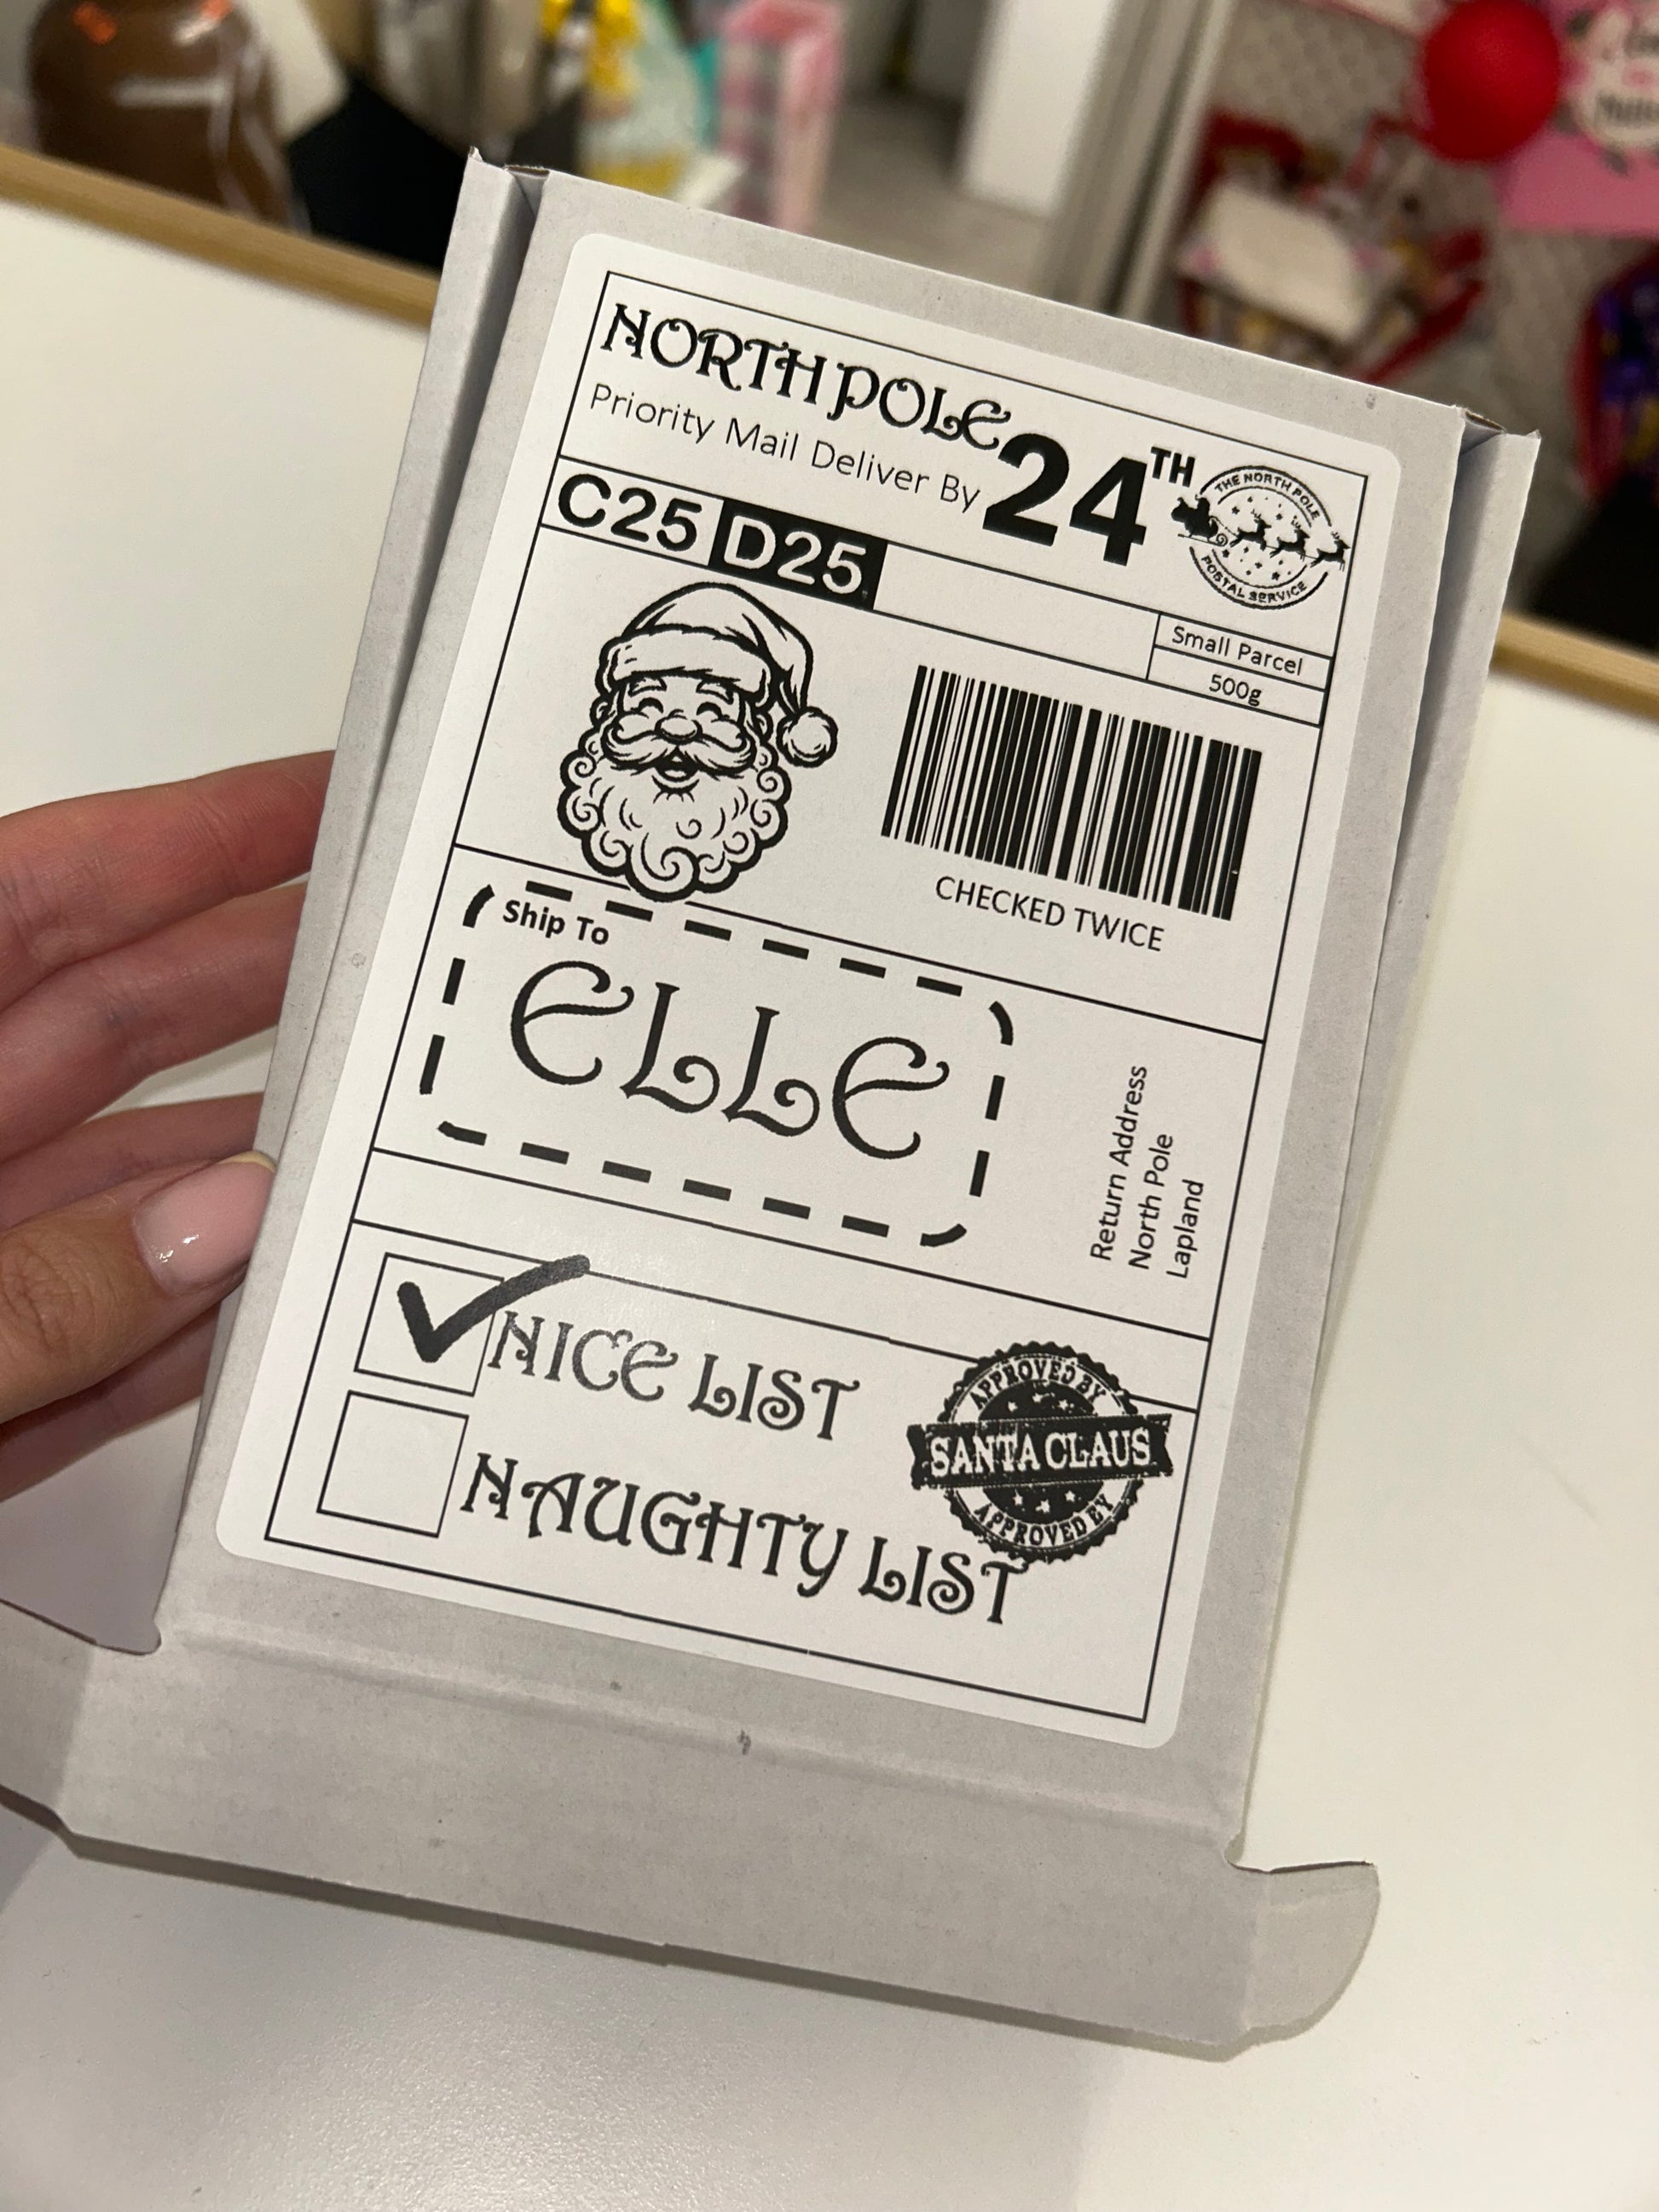 NORTH POLE
Priority Mail Deliver By 24TH
THE NORTH POLE
POSTAL SERVICE
C25 D25
Small Parcel
500g
CHECKED TWICE
Ship To
ELLE
Return Address
North Pole
Lapland
NICE LIST
NAUGHTY LIST
APPROVED BY
SANTA CLAUS
APPROVED BY